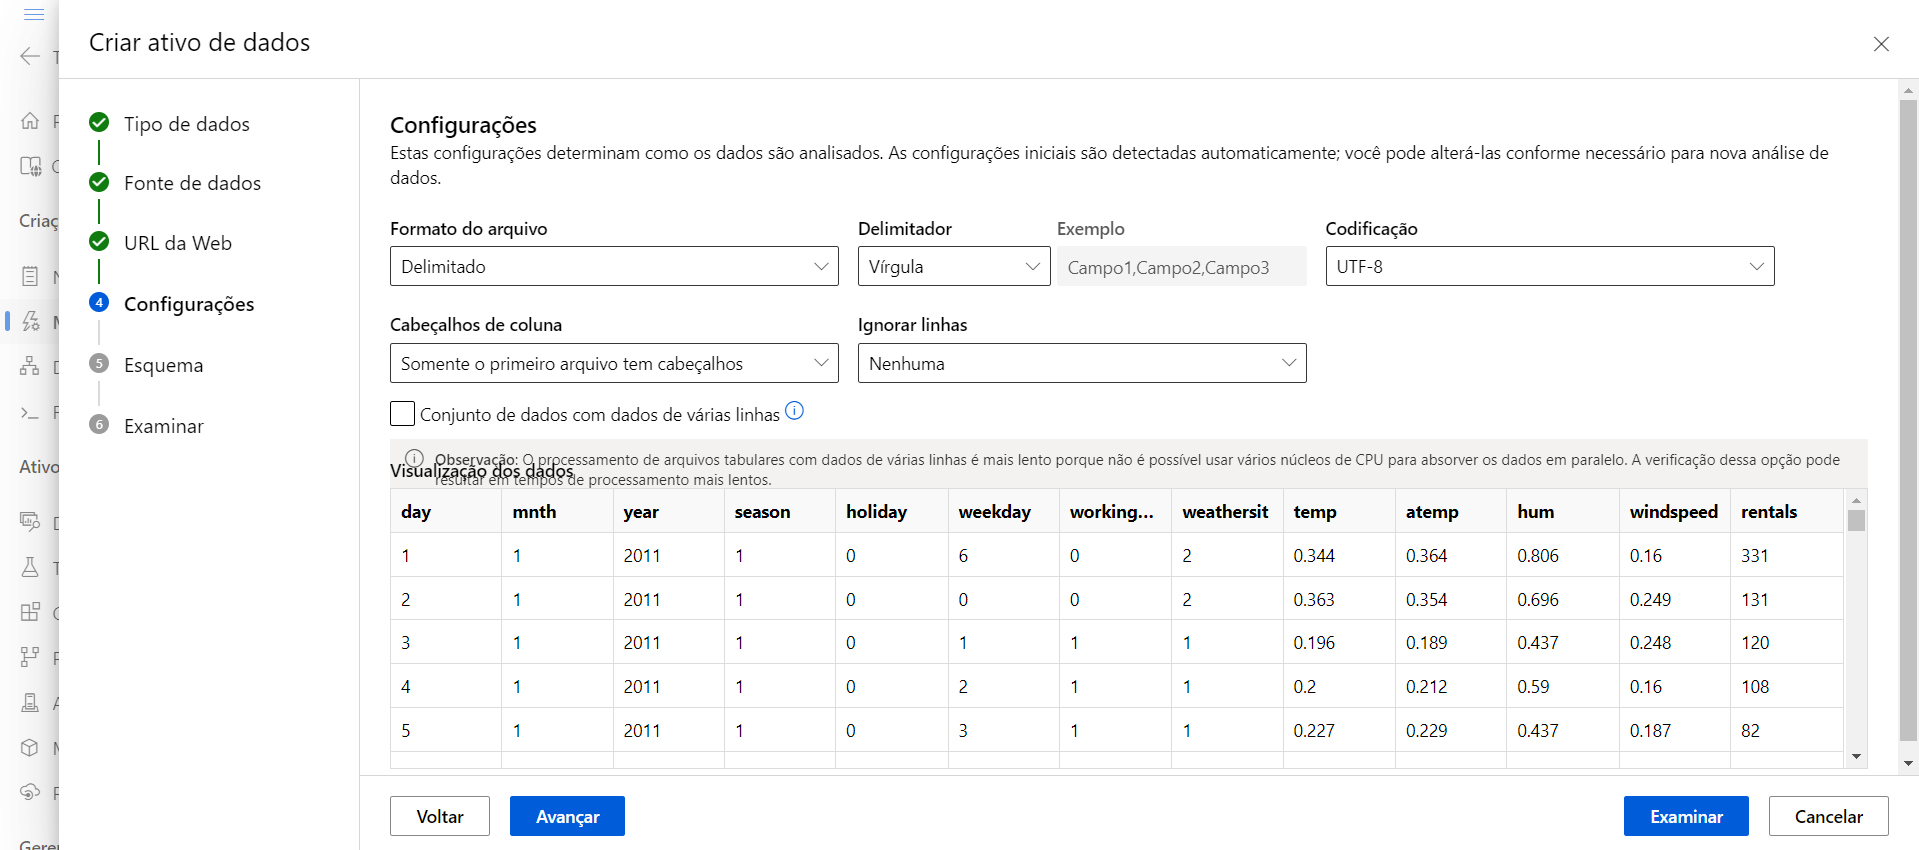 Criar ativo de dados
Tipo de dados
Fonte de dados
URL da Web
4 Configurações
5 Esquema
6 Examinar
Configurações
Estas configurações determinam como os dados são analisados. As configurações iniciais são detectadas automaticamente; você pode alterá-las conforme necessário para nova análise de
dados.
Formato do arquivo Delimitador Exemplo Codificação
Delimitado Vírgula Campo1,Campo2,Campo3 UTF-8
Cabeçalhos de coluna Ignorar linhas
Somente o primeiro arquivo tem cabeçalhos Nenhuma
Conjunto de dados com dados de várias linhas
Observação: O processamento de arquivos tabulares com dados de várias linhas é mais lento porque não é possível usar vários núcleos de CPU para absorver os dados em paralelo. A verificação dessa opção pode
resultar em tempos de processamento mais lentos.
Visualização dos dados
day mnth year season holiday weekday working... weathersit temp atemp hum windspeed rentals
1 1 2011 1 0 6 0 2 0.344 0.364 0.806 0.16 331
2 1 2011 1 0 0 0 2 0.363 0.354 0.696 0.249 131
3 1 2011 1 0 1 1 1 0.196 0.189 0.437 0.248 120
4 1 2011 1 0 2 1 1 0.2 0.212 0.59 0.16 108
5 1 2011 1 0 3 1 1 0.227 0.229 0.437 0.187 82
Voltar Avançar Examinar Cancelar